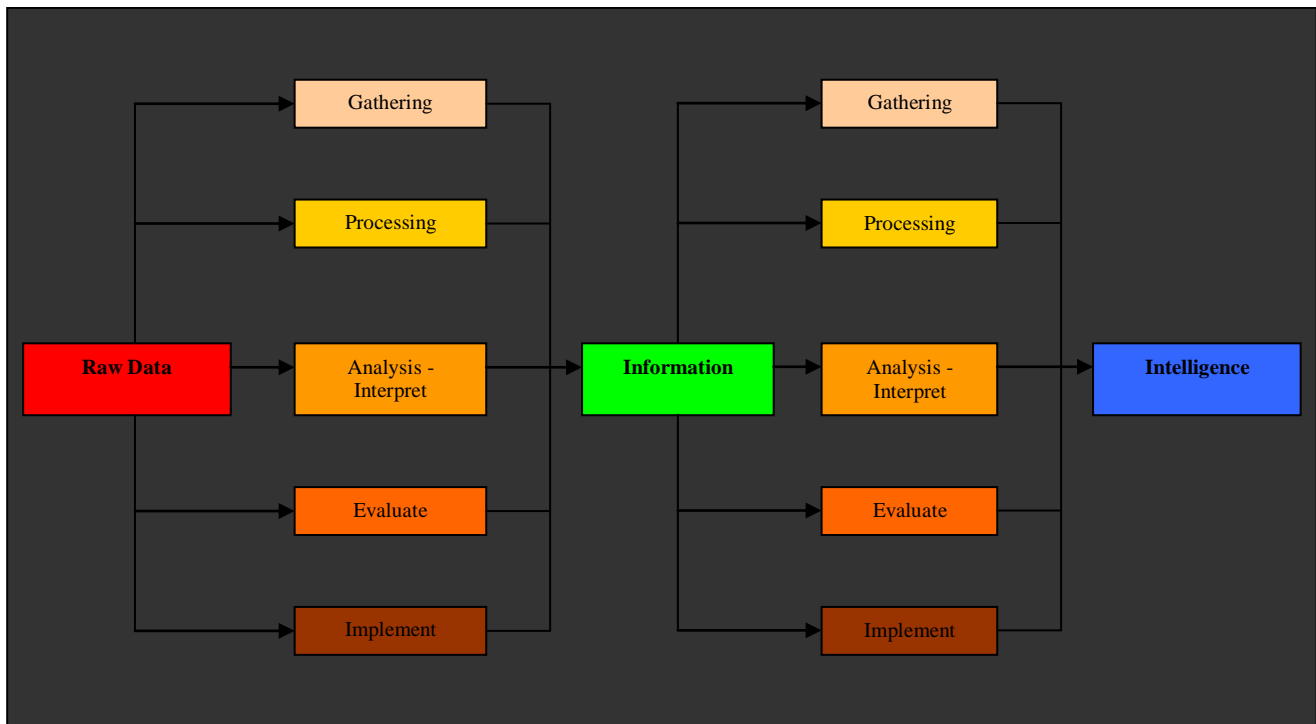 Gathering
Processing
Raw Data
Analysis -
Interpret
Evaluate
Implement
Information
Gathering
Processing
Analysis -
Interpret
Evaluate
Implement
Intelligence